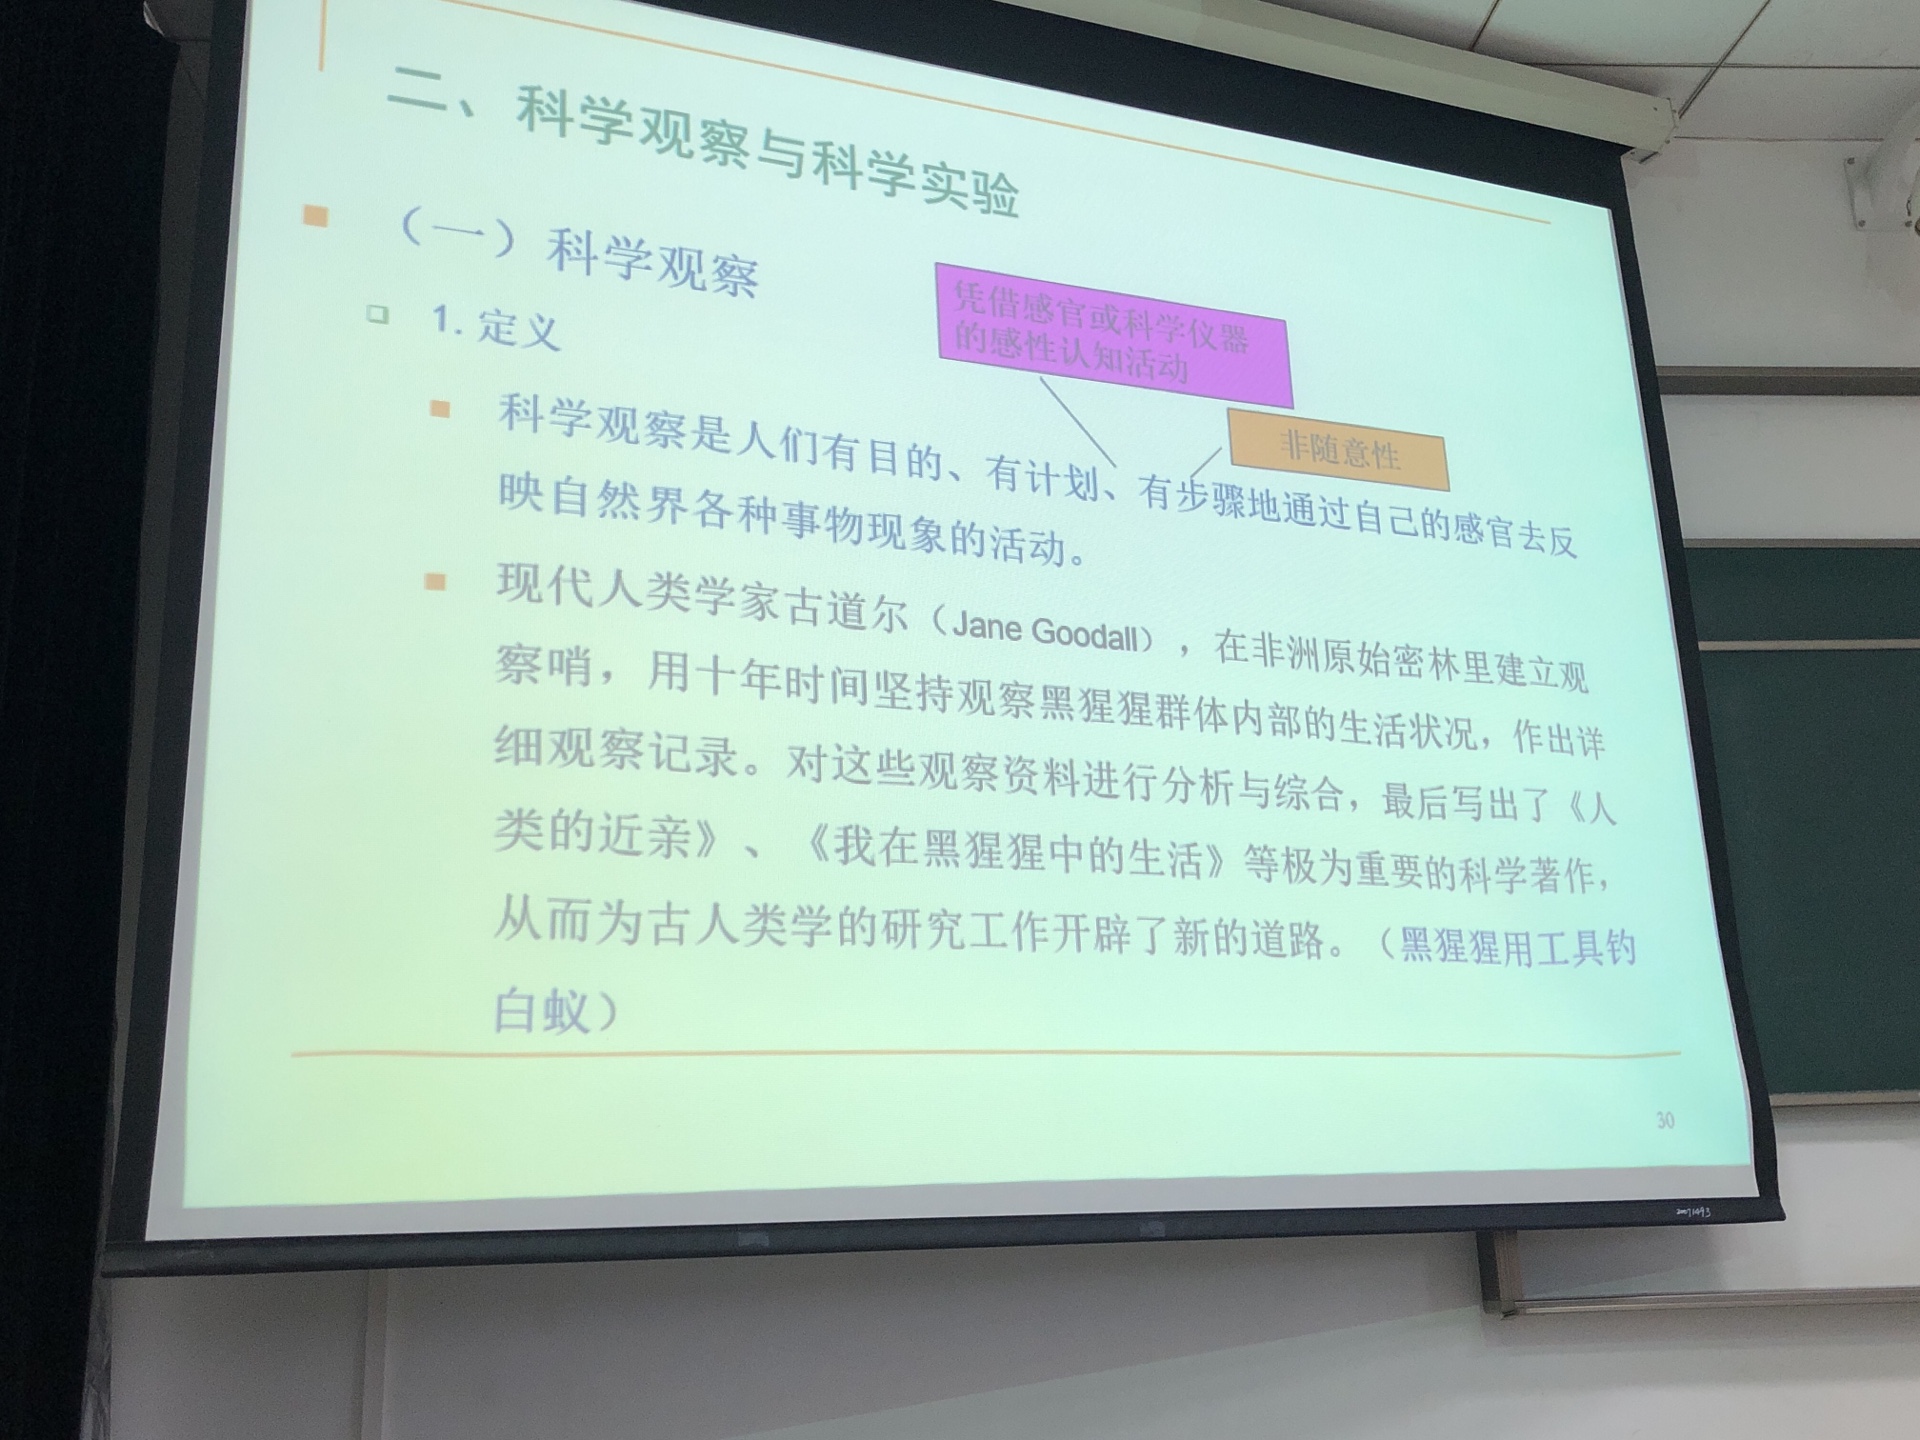 二、科学观察与科学实验
（一）科学观察
1. 定义
凭借感官或科学仪器
的感性认知活动
非随意性
科学观察是人们有目的、有计划、有步骤地通过自己的感官去反
映自然界各种事物现象的活动。
现代人类学家古道尔（Jane Goodall），在非洲原始密林里建立观
察哨，用十年时间坚持观察黑猩猩群体内部的生活状况，作出详
细观察记录。对这些观察资料进行分析与综合，最后写出了《人
类的近亲》、《我在黑猩猩中的生活》等极为重要的科学著作，
从而为古人类学的研究工作开辟了新的道路。（黑猩猩用工具钓
白蚁）
30